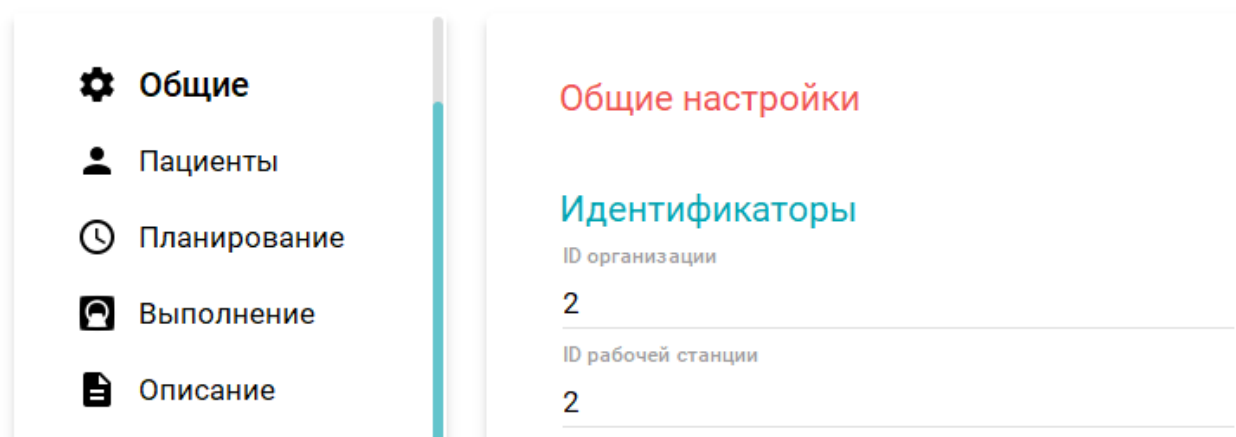 Общие
Пациенты
Планирование
Выполнение
Описание
Общие настройки
Идентификаторы
ID организации
2
ID рабочей станции
2